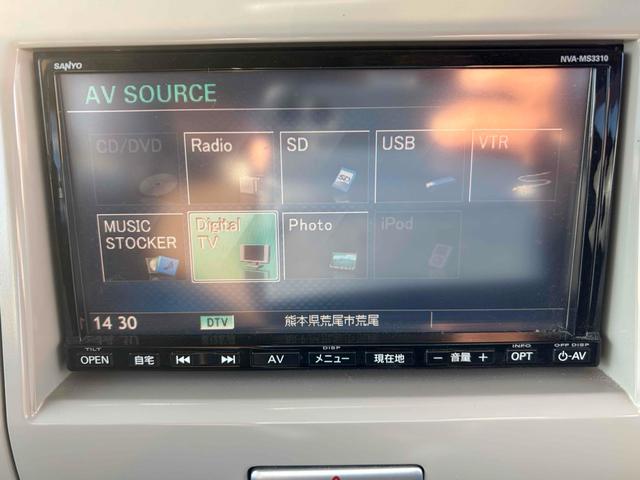 SANYO NVA-MS3310
AV SOURCE
CD/DVD Radio SD USB VTR
MUSIC STOCKER Digital TV Photo iPod
14 30 DTV 熊本県荒尾市荒尾
TILT DISP INFO OFF DISP
OPEN 自宅 AV メニュー 現在地 − 音量 + OPT -AV